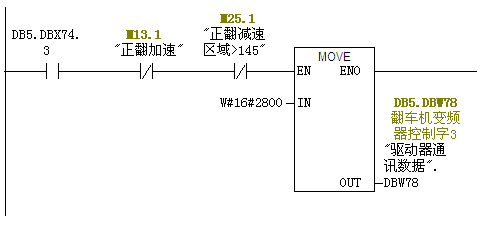 DB5.DBX74.
3
M13.1
"正翻加速"
M25.1
"正翻减速
区域>145"
MOVE
EN
ENO
W#16#2800
IN
DB5.DBW78
翻车机变频
器控制字3
"驱动器通
讯数据".
OUT
DBW78